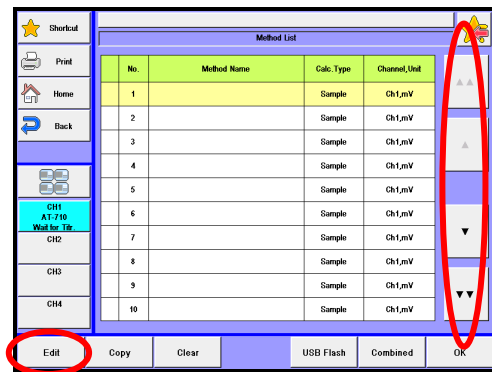 Shortcut
Method List
Print
Home
Back
No. Method Name Calc.Type Channel,Unit
1 Sample Ch1,mV
2 Sample Ch1,mV
3 Sample Ch1,mV
4 Sample Ch1,mV
5 Sample Ch1,mV
6 Sample Ch1,mV
7 Sample Ch1,mV
8 Sample Ch1,mV
9 Sample Ch1,mV
10 Sample Ch1,mV
CH1
AT-710
Wait for Titr.
CH2
CH3
CH4
Edit Copy Clear USB Flash Combined OK